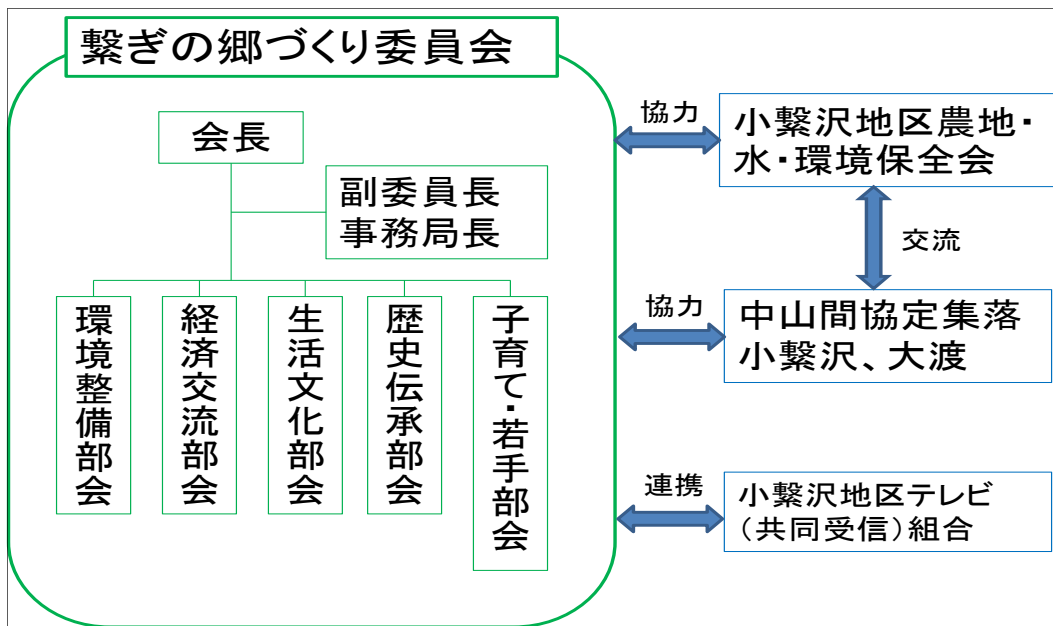 繋ぎの郷づくり委員会
会長
副委員長
事務局長
環境整備部会
経済交流部会
生活文化部会
歴史伝承部会
子育て・若手部会
協力
小繋沢地区農地・
水・環境保全会
交流
協力
中山間協定集落
小繋沢、大渡
連携
小繋沢地区テレビ
（共同受信）組合